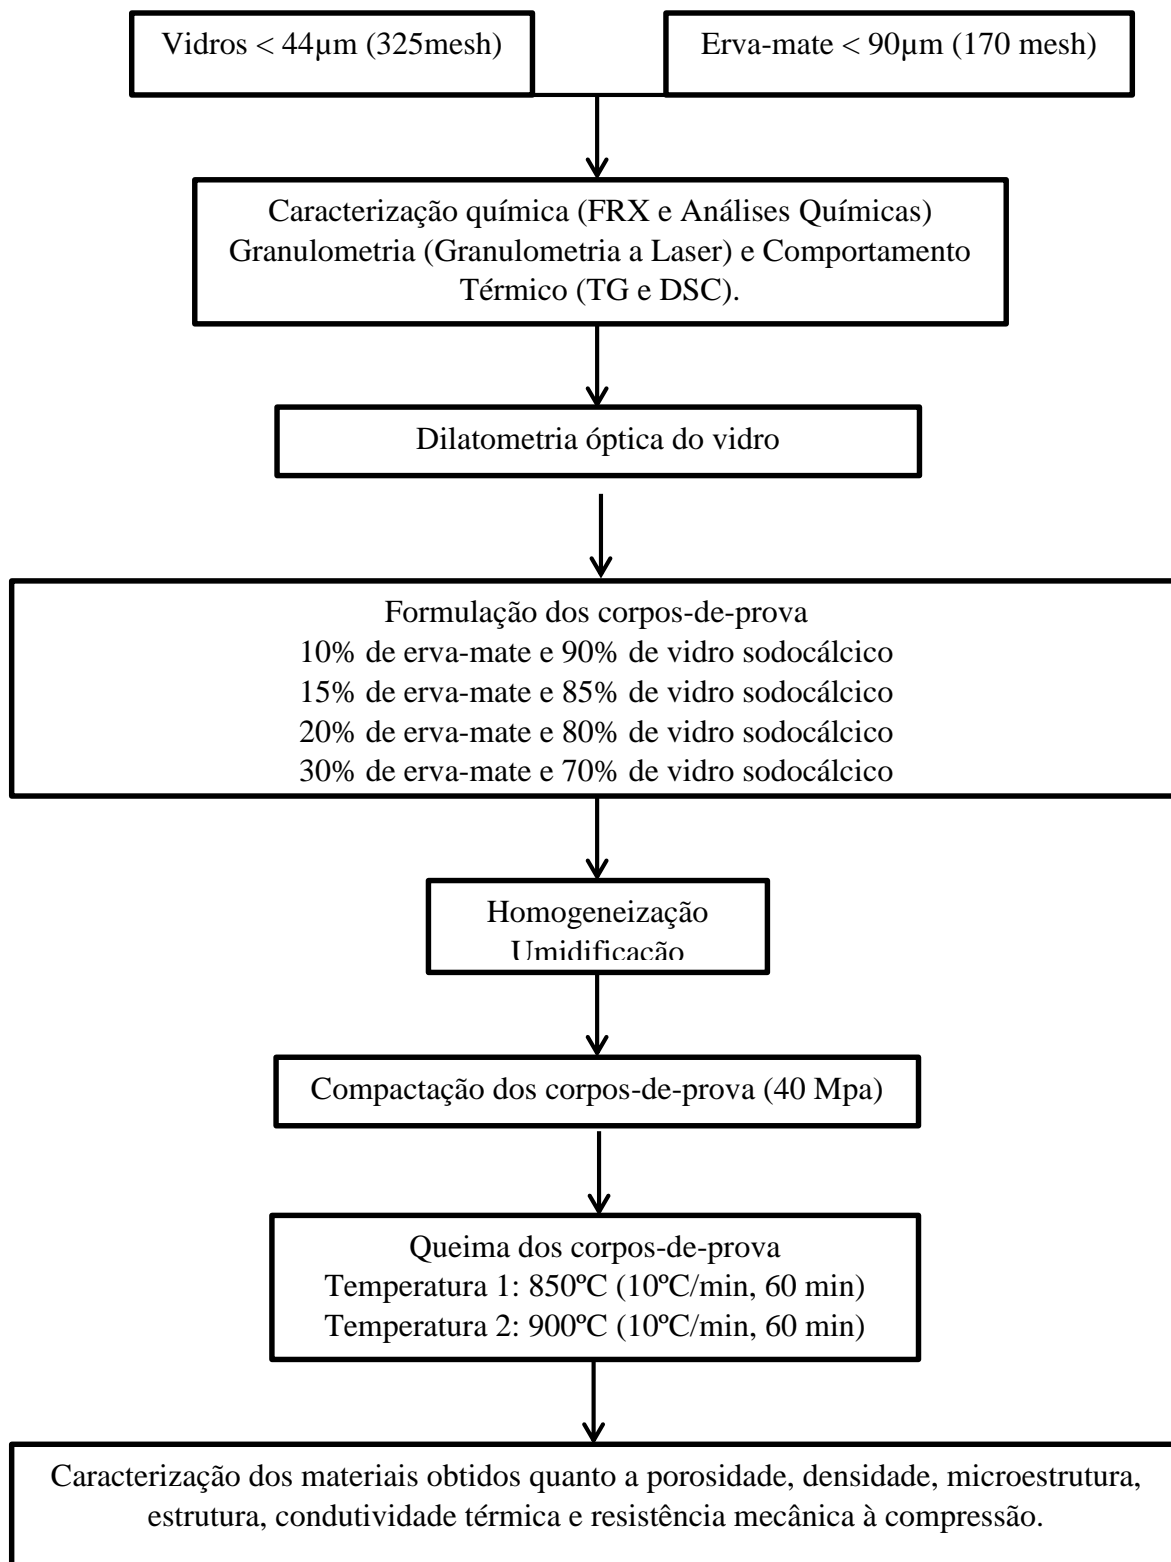 Vidros < 44µm (325mesh)
Erva-mate < 90µm (170 mesh)
Caracterização química (FRX e Análises Químicas)
Granulometria (Granulometria a Laser) e Comportamento
Térmico (TG e DSC).
Dilatometria óptica do vidro
Formulação dos corpos-de-prova
10% de erva-mate e 90% de vidro sodocálcico
15% de erva-mate e 85% de vidro sodocálcico
20% de erva-mate e 80% de vidro sodocálcico
30% de erva-mate e 70% de vidro sodocálcico
Homogeneização
Umidificação
Compactação dos corpos-de-prova (40 Mpa)
Queima dos corpos-de-prova
Temperatura 1: 850ºC (10ºC/min, 60 min)
Temperatura 2: 900ºC (10ºC/min, 60 min)
Caracterização dos materiais obtidos quanto a porosidade, densidade, microestrutura,
estrutura, condutividade térmica e resistência mecânica à compressão.